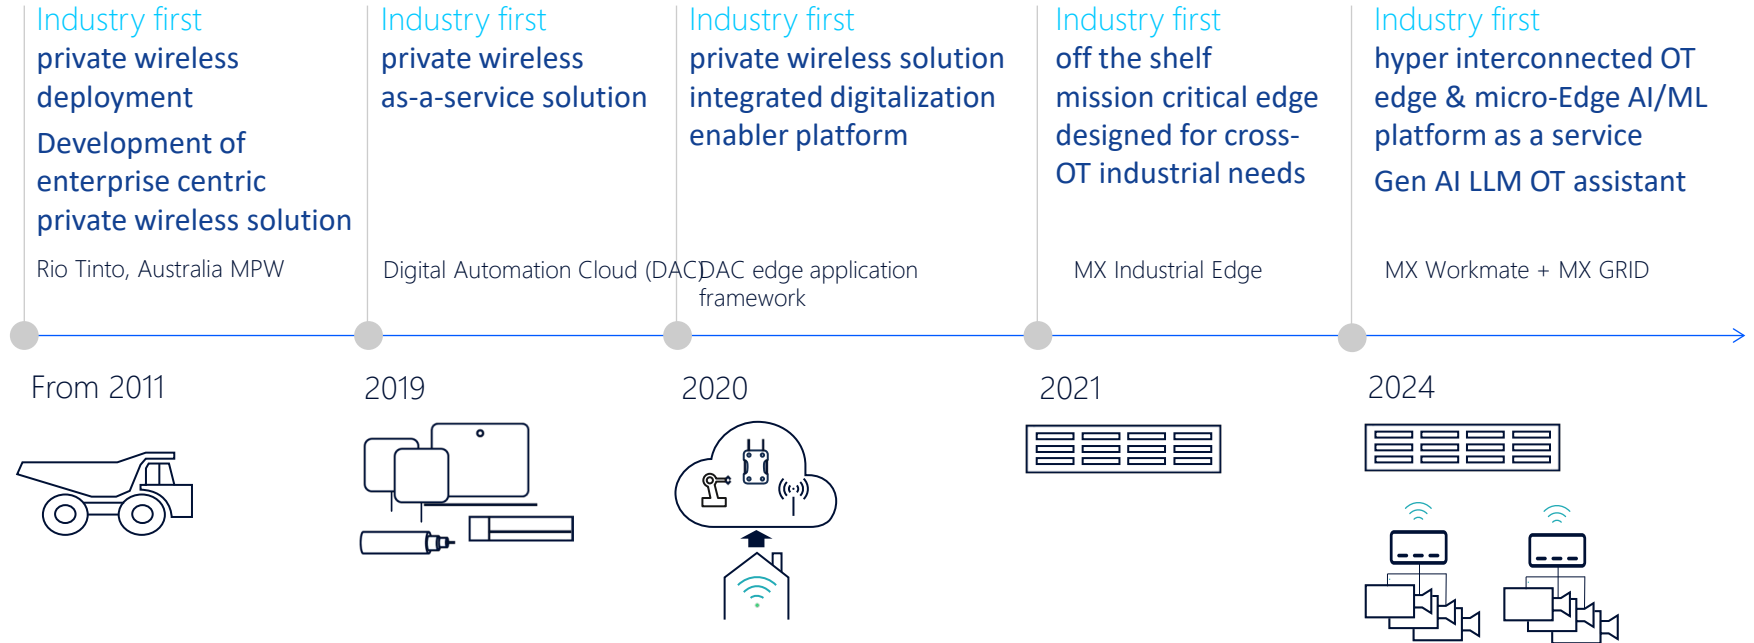 Industry first
private wireless
deployment
Development of
enterprise centric
private wireless solution
Rio Tinto, Australia MPW
From 2011
Industry first
private wireless
as-a-service solution
Digital Automation Cloud (DAC)
2019
Industry first
private wireless solution
integrated digitalization
enabler platform
DAC edge application
framework
2020
Industry first
off the shelf
mission critical edge
designed for cross-
OT industrial needs
MX Industrial Edge
2021
Industry first
hyper interconnected OT
edge & micro-Edge AI/ML
platform as a service
Gen AI LLM OT assistant
MX Workmate + MX GRID
2024